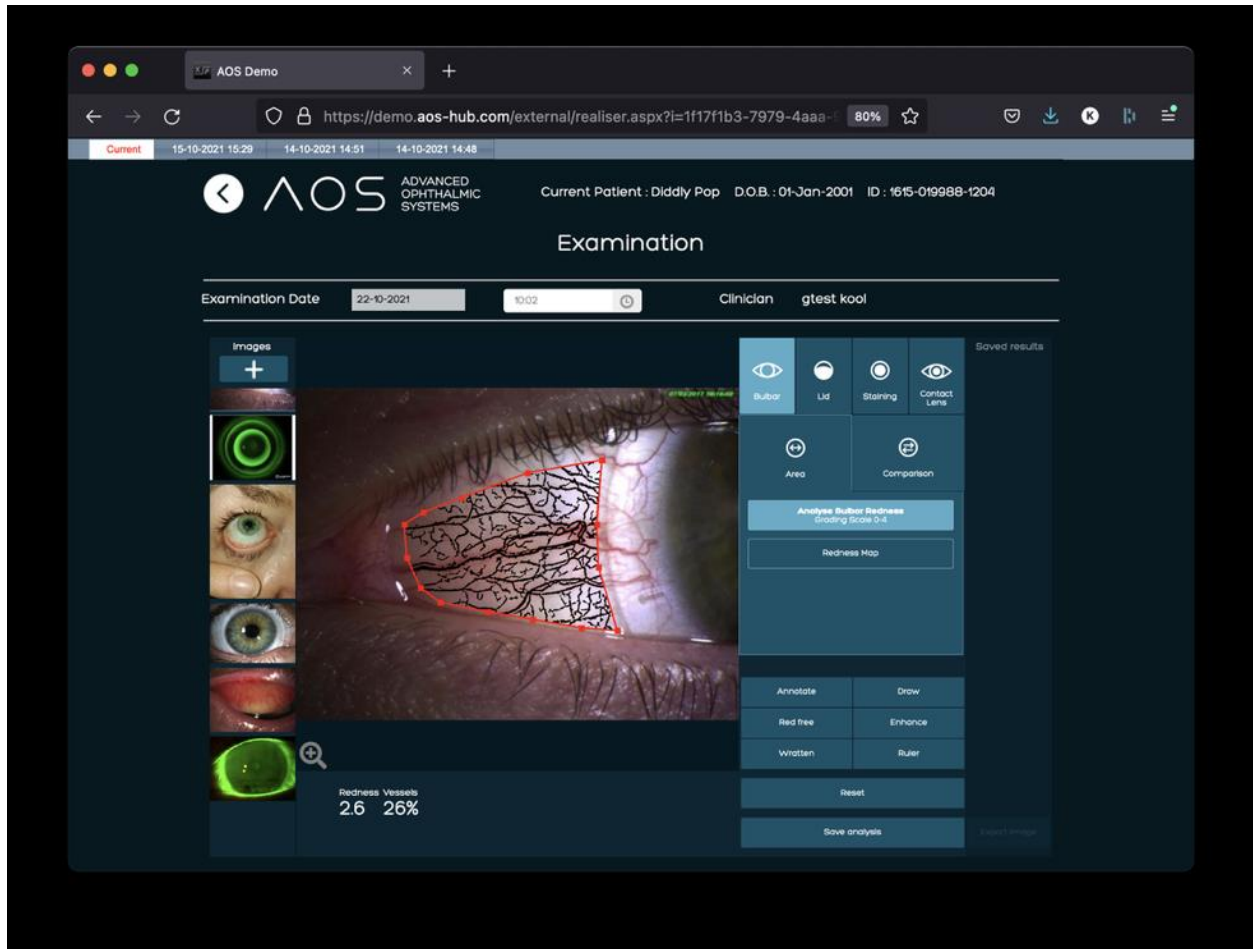 AOS Demo
https://demo.aos-hub.com/external/realiser.aspx?i=1f17f1b3-7979-4aaa-
80%
K
Current 15-10-2021 15:29 14-10-2021 14:51 14-10-2021 14:48
AOS ADVANCED
OPHTHALMIC
SYSTEMS
Current Patient : Diddly Pop D.O.B. : 01-Jan-2001 ID : 1615-019988-1204
Examination
Examination Date 22-10-2021 10:02 Clinician gtest kool
Images
Saved results
Bulbar Lid Staining Contact
Lens
Area Comparison
Analyse Bulbar Redness
Grading Scale 0-4
Redness Map
Annotate Draw
Red free Enhance
Wratten Ruler
Redness Vessels
2.6 26%
Reset
Save analysis
Export image